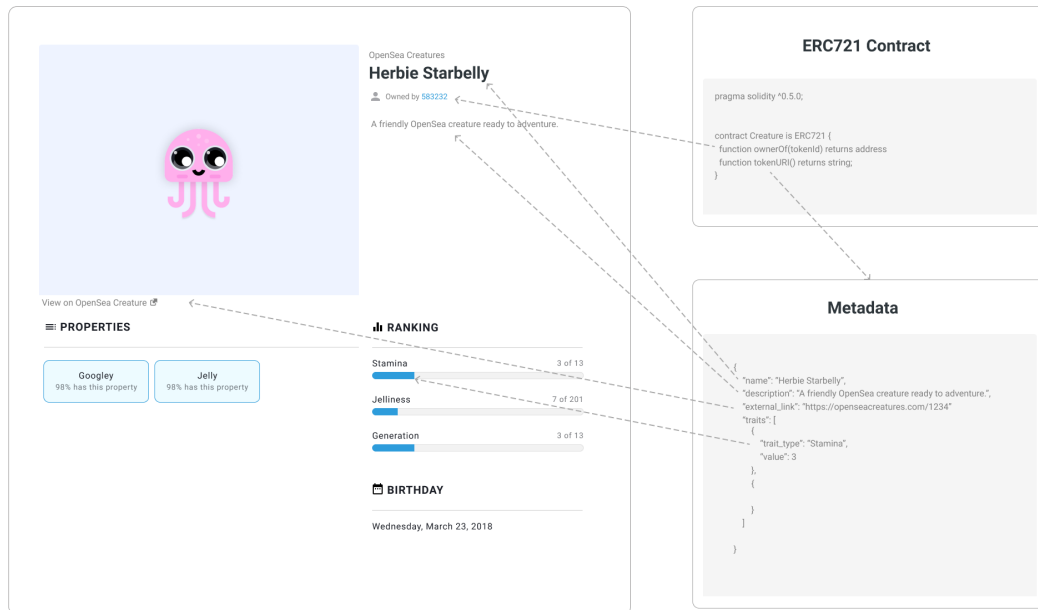 OpenSea Creatures
Herbie Starbelly
Owned by 583232
A friendly OpenSea creature ready to adventure.
View on OpenSea Creature
PROPERTIES
Googley
98% has this property
Jelly
98% has this property
RANKING
Stamina 3 of 13
Jelliness 7 of 201
Generation 3 of 13
BIRTHDAY
Wednesday, March 23, 2018
ERC721 Contract
pragma solidity ^0.5.0;
contract Creature is ERC721 {
function ownerOf(tokenId) returns address
function tokenURI() returns string;
}
Metadata
{
"name": "Herbie Starbelly",
"description": "A friendly OpenSea creature ready to adventure.",
"external_link": "https://openseacreatures.com/1234"
"traits": [
{
"trait_type": "Stamina",
"value": 3
},
{
}
]
}